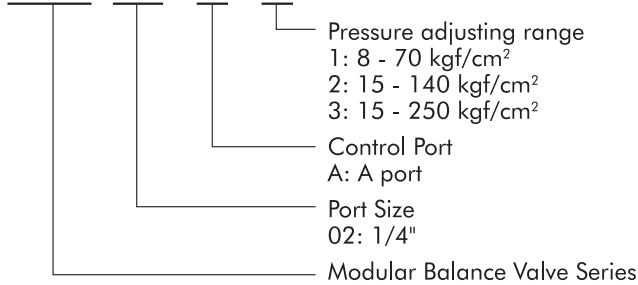 Pressure adjusting range
1: 8 - 70 kgf/cm²
2: 15 - 140 kgf/cm²
3: 15 - 250 kgf/cm²
Control Port
A: A port
Port Size
02: 1/4"
Modular Balance Valve Series